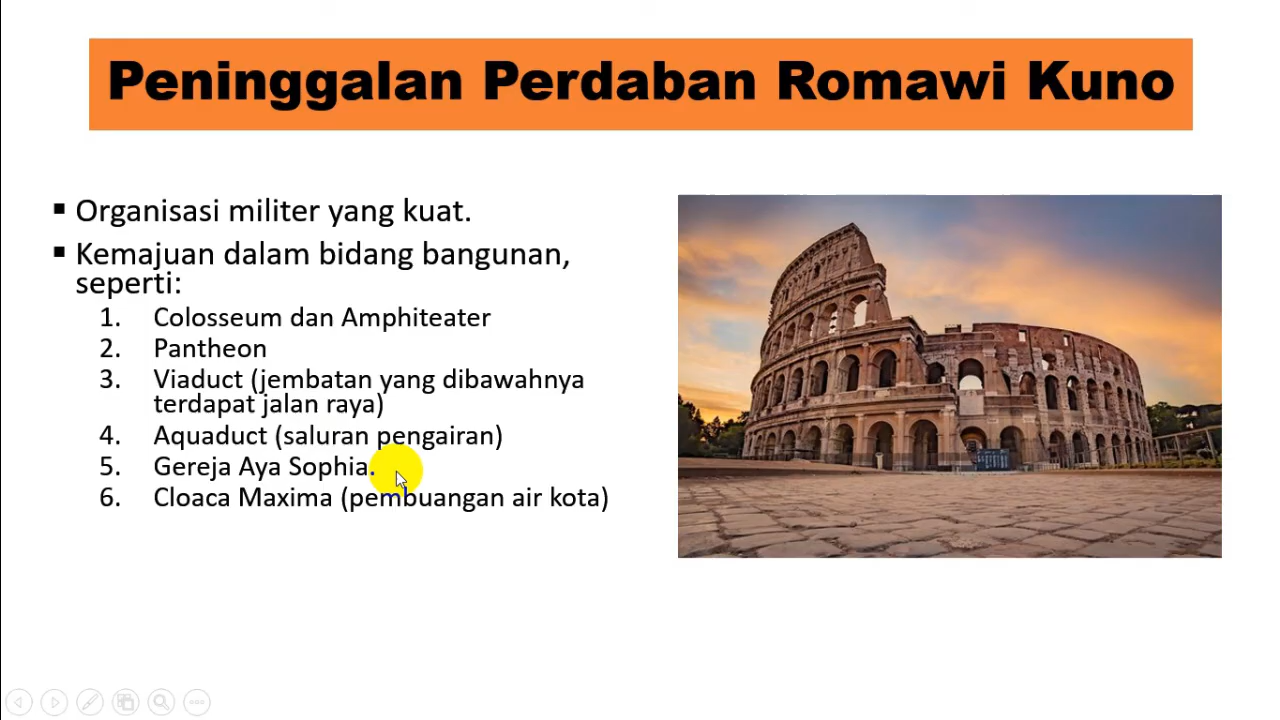 Peninggalan Perdaban Romawi Kuno
▪ Organisasi militer yang kuat.
▪ Kemajuan dalam bidang bangunan,
seperti:
1. Colosseum dan Amphiteater
2. Pantheon
3. Viaduct (jembatan yang dibawahnya
terdapat jalan raya)
4. Aquaduct (saluran pengairan)
5. Gereja Aya Sophia.
6. Cloaca Maxima (pembuangan air kota)